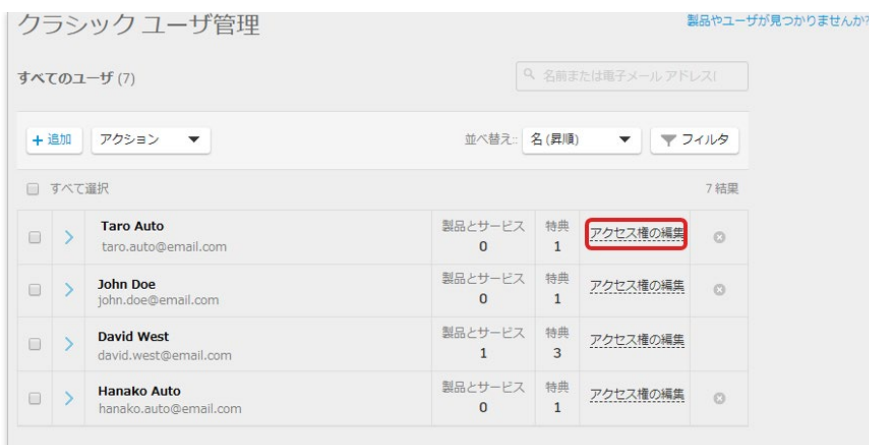 クラシック ユーザ管理
製品やユーザが見つかりませんか?
すべてのユーザ (7)
名前または電子メール アドレス(
+ 追加
アクション
並べ替え::
名 (昇順)
フィルタ
すべて選択
7 結果
Taro Auto
taro.auto@email.com
製品とサービス
0
特典
1
アクセス権の編集
John Doe
john.doe@email.com
製品とサービス
0
特典
1
アクセス権の編集
David West
david.west@email.com
製品とサービス
1
特典
3
アクセス権の編集
Hanako Auto
hanako.auto@email.com
製品とサービス
0
特典
1
アクセス権の編集